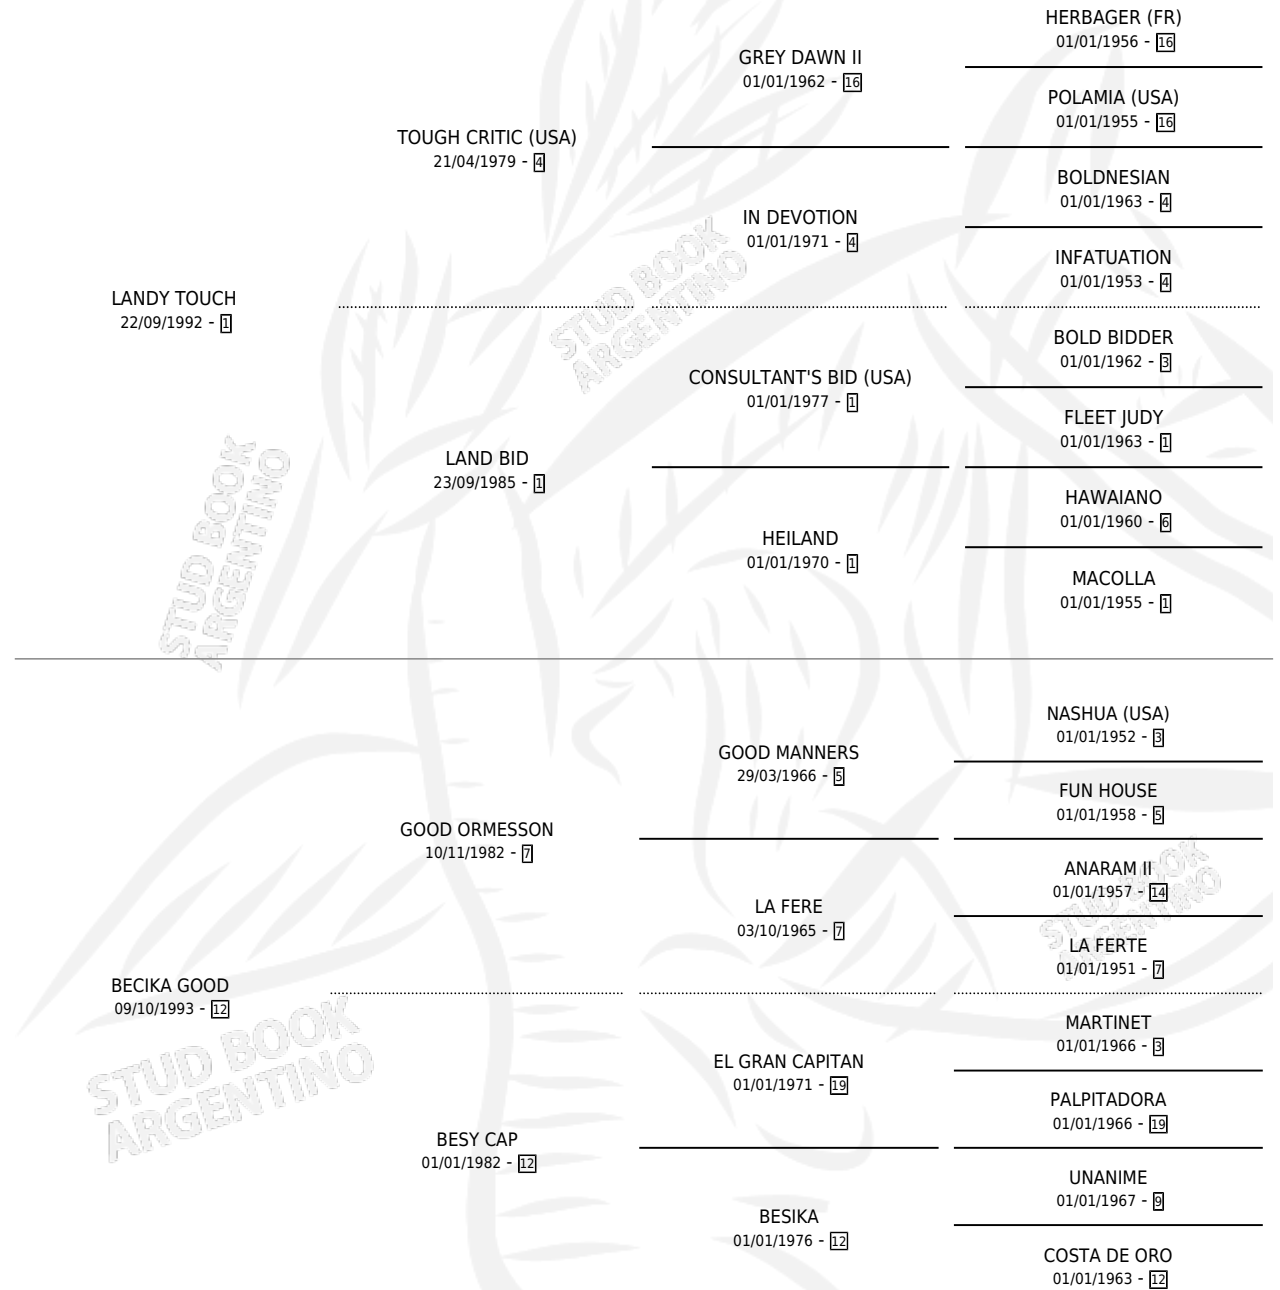 HERBAGER (FR)
01/01/1956 - 16
GREY DAWN II
01/01/1962 - 16
POLAMIA (USA)
01/01/1955 - 16
TOUGH CRITIC (USA)
21/04/1979 - 4
BOLDNESIAN
01/01/1963 - 4
IN DEVOTION
01/01/1971 - 4
INFATUATION
01/01/1953 - 4
LANDY TOUCH
22/09/1992 - 1
STUD BOOK
ARGENTINO
BOLD BIDDER
01/01/1962 - 3
CONSULTANT'S BID (USA)
01/01/1977 - 1
FLEET JUDY
01/01/1963 - 1
LAND BID
23/09/1985 - 1
HAWAIANO
01/01/1960 - 6
HEILAND
01/01/1970 - 1
MACOLLA
01/01/1955 - 1
STUD BOOK
ARGENTINO
NASHUA (USA)
01/01/1952 - 3
GOOD MANNERS
29/03/1966 - 5
FUN HOUSE
01/01/1958 - 5
GOOD ORMESSON
10/11/1982 - 7
ANARAM II
01/01/1957 - 14
LA FERE
03/10/1965 - 7
LA FERTE
01/01/1951 - 7
STUD BOOK
ARGENTINO
BECIKA GOOD
09/10/1993 - 12
MARTINET
01/01/1966 - 3
EL GRAN CAPITAN
01/01/1971 - 19
PALPITADORA
01/01/1966 - 19
STUD BOOK
ARGENTINO
BESY CAP
01/01/1982 - 12
UNANIME
01/01/1967 - 9
BESIKA
01/01/1976 - 12
COSTA DE ORO
01/01/1963 - 12